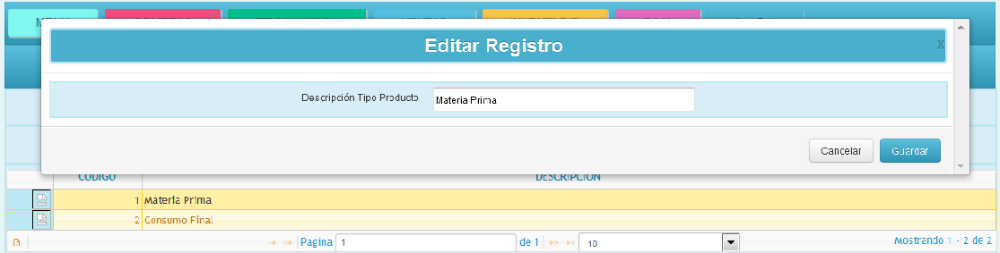 Editar Registro
X
Descripción Tipo Producto Materia Prima
Cancelar Guardar
CODIGO DESCRIPCION
1 Materia Prima
2 Consumo Final
Pagina 1 de 1 10 Mostrando 1 - 2 de 2